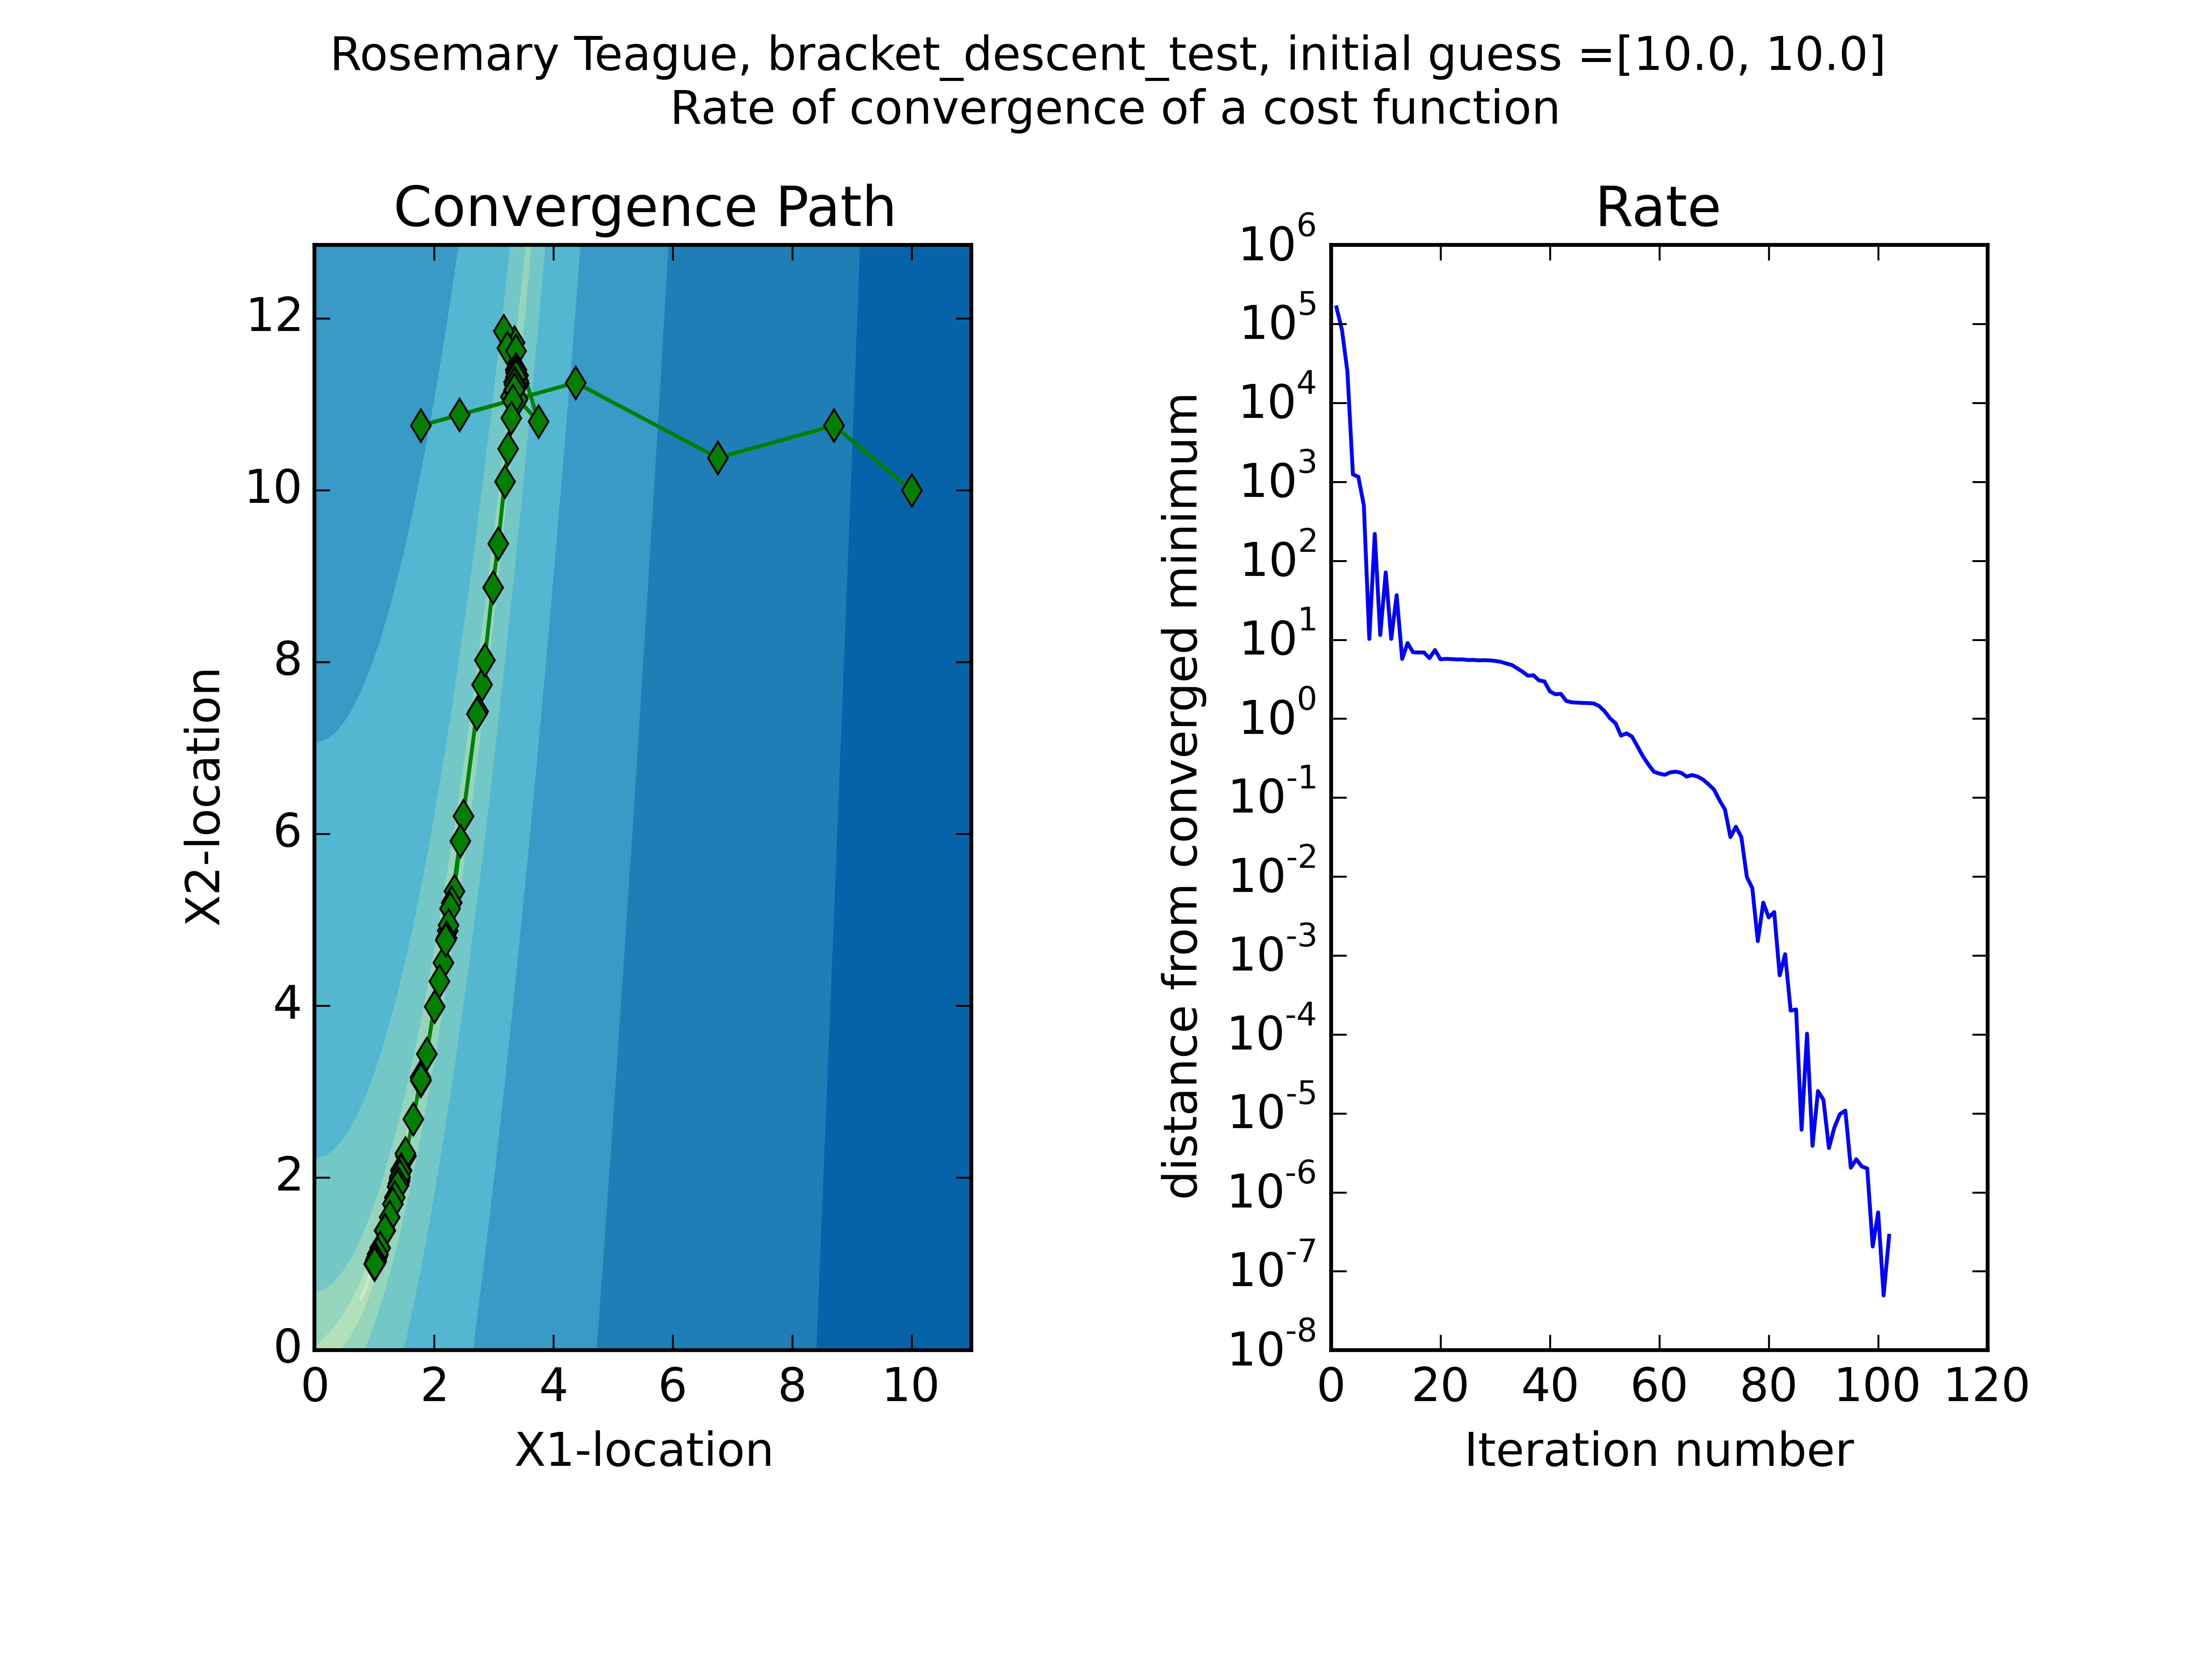 Rosemary Teague, bracket_descent_test, initial guess =[10.0, 10.0]
Rate of convergence of a cost function
Convergence Path
12
10
8
6
4
2
0
0 2 4 6 8 10
X2-location
X1-location
Rate
10^6
10^5
10^4
10^3
10^2
10^1
10^0
10^-1
10^-2
10^-3
10^-4
10^-5
10^-6
10^-7
10^-8
0 20 40 60 80 100 120
distance from converged minimum
Iteration number